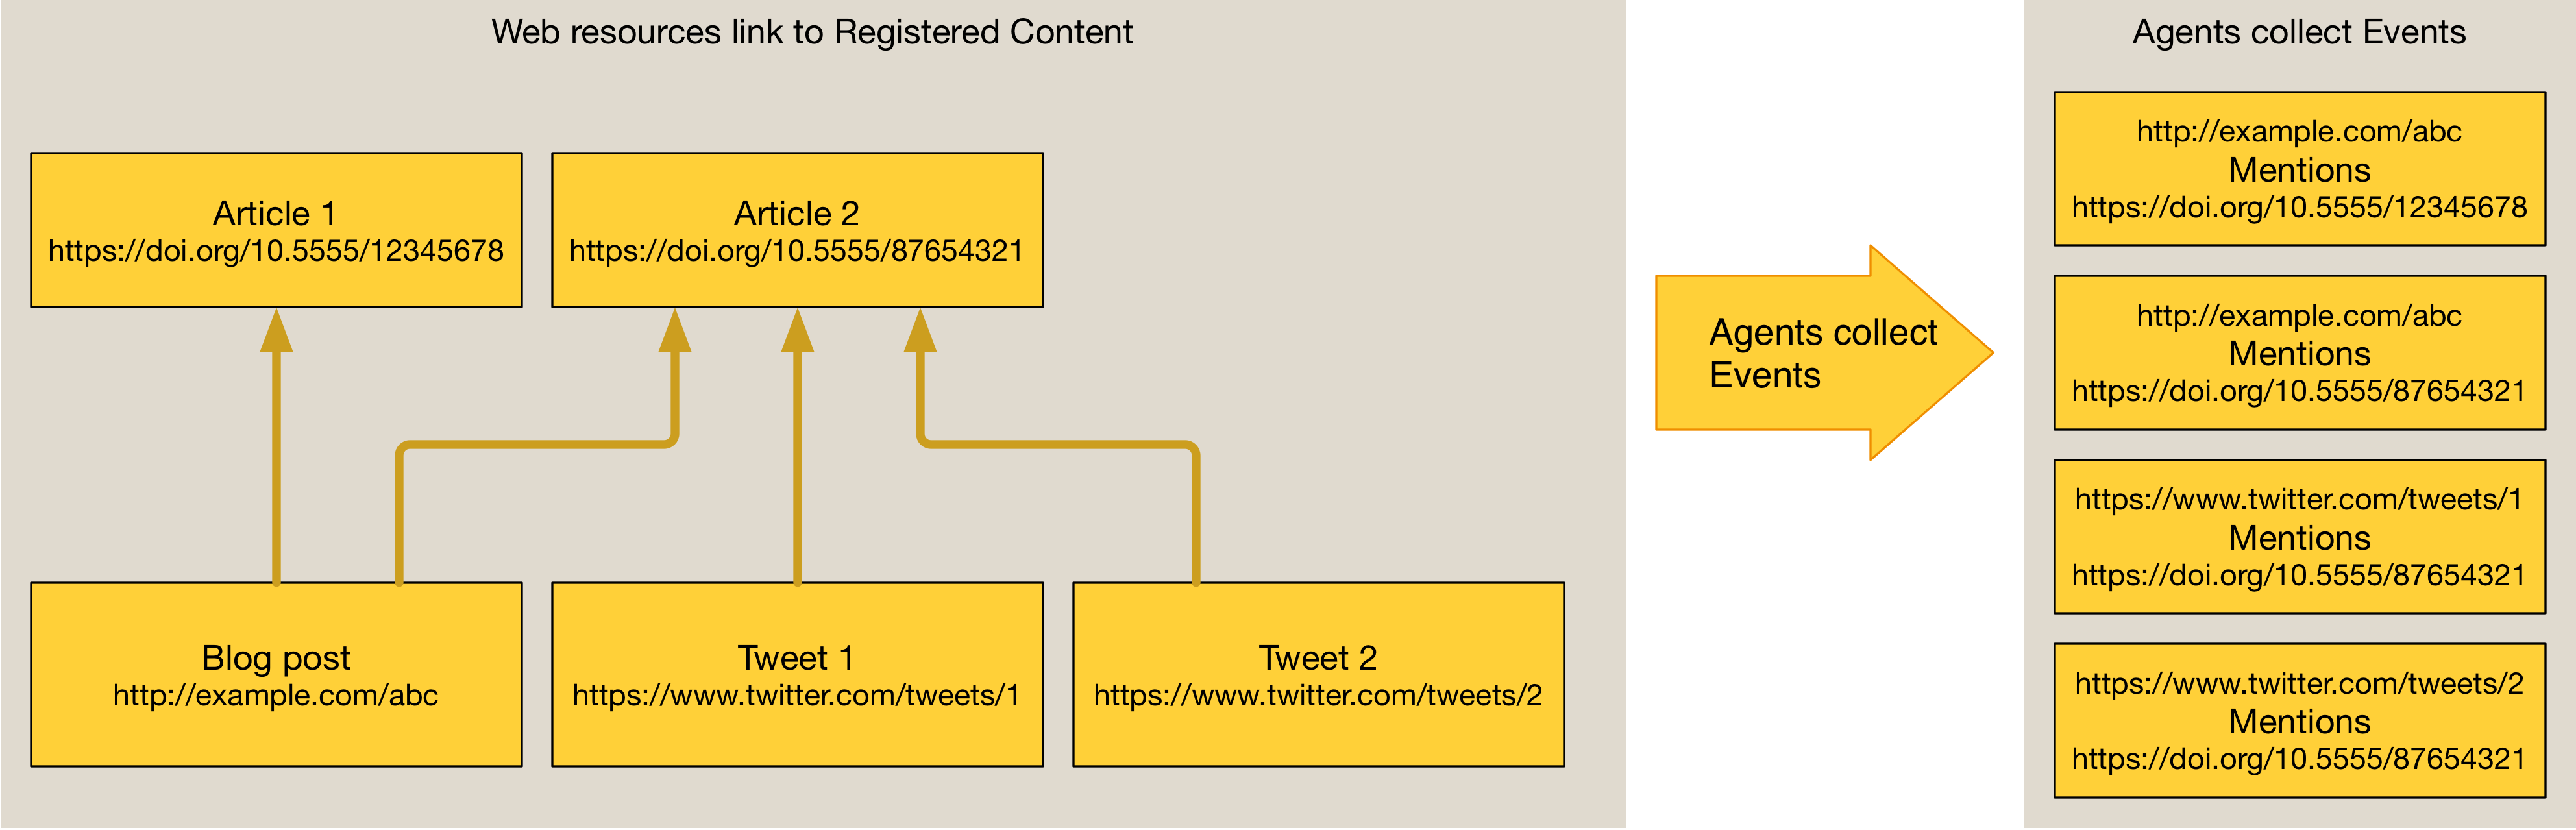 Web resources link to Registered Content
Article 1
https://doi.org/10.5555/12345678
Article 2
https://doi.org/10.5555/87654321
Blog post
http://example.com/abc
Tweet 1
https://www.twitter.com/tweets/1
Tweet 2
https://www.twitter.com/tweets/2
Agents collect
Events
Agents collect Events
http://example.com/abc
Mentions
https://doi.org/10.5555/12345678
http://example.com/abc
Mentions
https://doi.org/10.5555/87654321
https://www.twitter.com/tweets/1
Mentions
https://doi.org/10.5555/87654321
https://www.twitter.com/tweets/2
Mentions
https://doi.org/10.5555/87654321